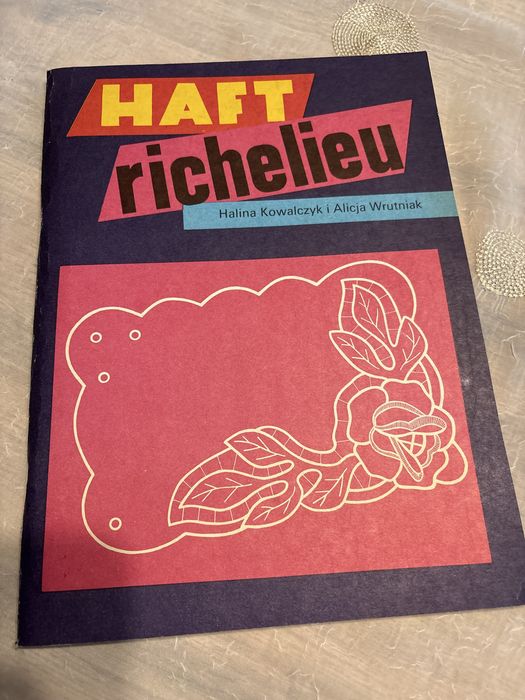 HAFT
richelieu
Halina Kowalczyk i Alicja Wrutniak